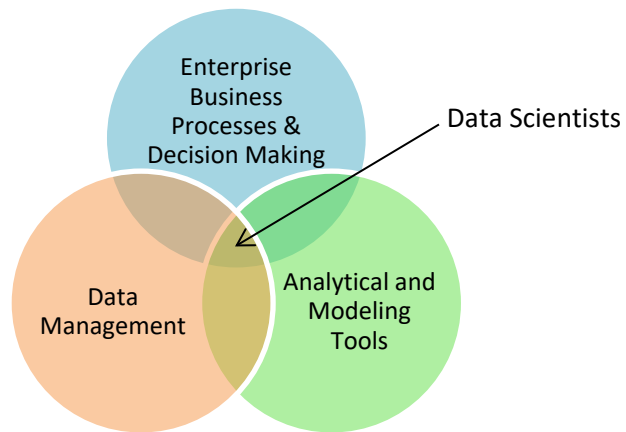 Enterprise
Business
Processes &
Decision Making
Data Scientists
Data
Management
Analytical and
Modeling
Tools